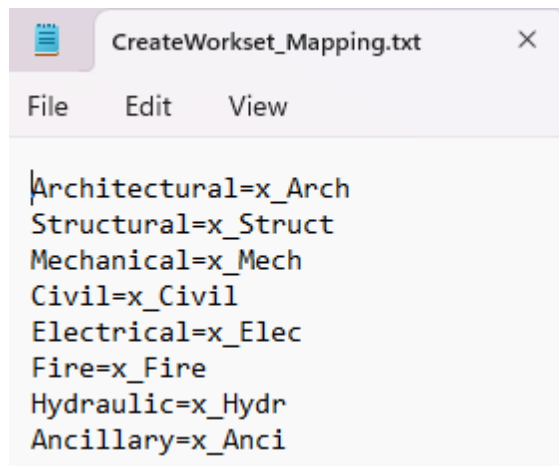 CreateWorkset_Mapping.txt
File Edit View
Architectural=x_Arch
Structural=x_Struct
Mechanical=x_Mech
Civil=x_Civil
Electrical=x_Elec
Fire=x_Fire
Hydraulic=x_Hydr
Ancillary=x_Anci